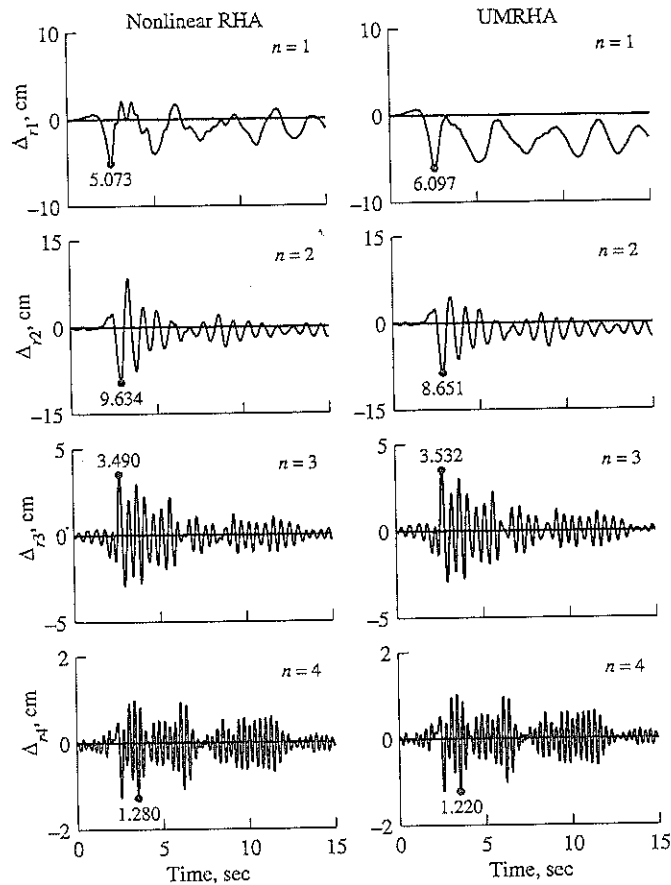 Nonlinear RHA
UMRHA
10
0
−10
Δr1, cm
n = 1
5.073
10
0
−10
n = 1
6.097
15
0
−15
Δr2, cm
n = 2
9.634
15
0
−15
n = 2
8.651
5
0
−5
Δr3, cm
n = 3
3.490
5
0
−5
n = 3
3.532
2
0
−2
Δr4, cm
n = 4
1.280
0 5 10 15
Time, sec
2
0
−2
n = 4
1.220
0 5 10 15
Time, sec